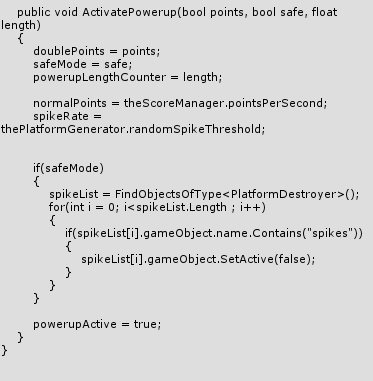 public void ActivatePowerup(bool points, bool safe, float
length)
{
doublePoints = points;
safeMode = safe;
powerupLengthCounter = length;
normalPoints = theScoreManager.pointsPerSecond;
spikeRate =
thePlatformGenerator.randomSpikeThreshold;
if(safeMode)
{
spikeList = FindObjectsOfType<PlatformDestroyer>();
for(int i = 0; i<spikeList.Length ; i++)
{
if(spikeList[i].gameObject.name.Contains("spikes"))
{
spikeList[i].gameObject.SetActive(false);
}
}
}
powerupActive = true;
}
}